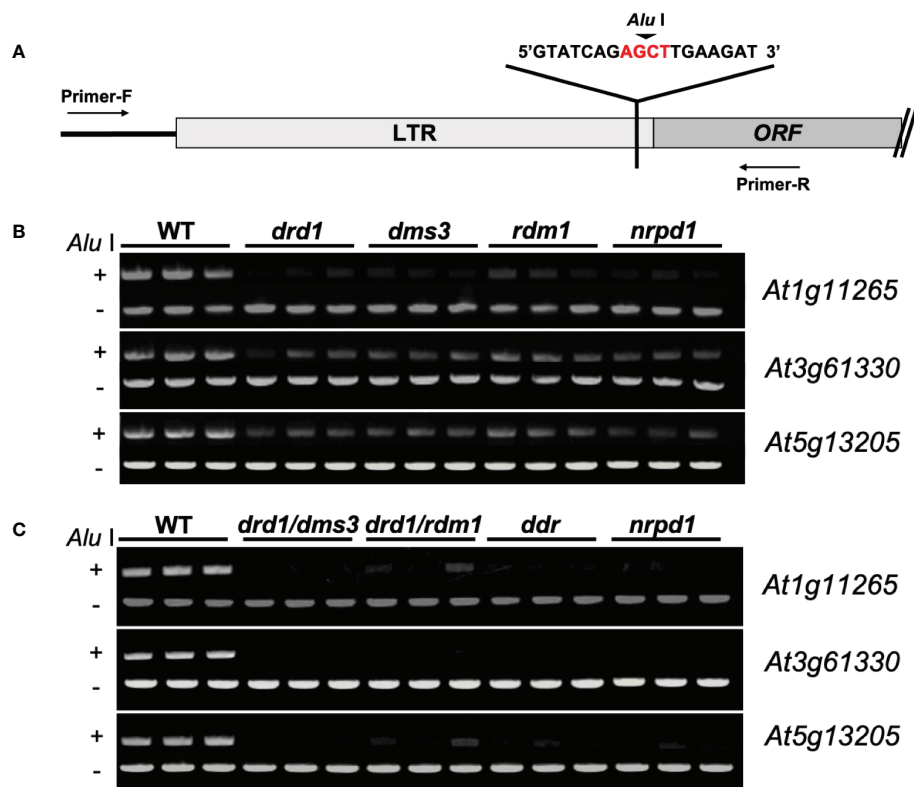 A
Alu I
5'GTATCAGAGCTTGAAGAT 3'
Primer-F
LTR
ORF
Primer-R
B
Alu I
WT drd1 dms3 rdm1 nrpd1
+
-
At1g11265
+
-
At3g61330
+
-
At5g13205
C
Alu I
WT drd1/dms3 drd1/rdm1 ddr nrpd1
+
-
At1g11265
+
-
At3g61330
+
-
At5g13205